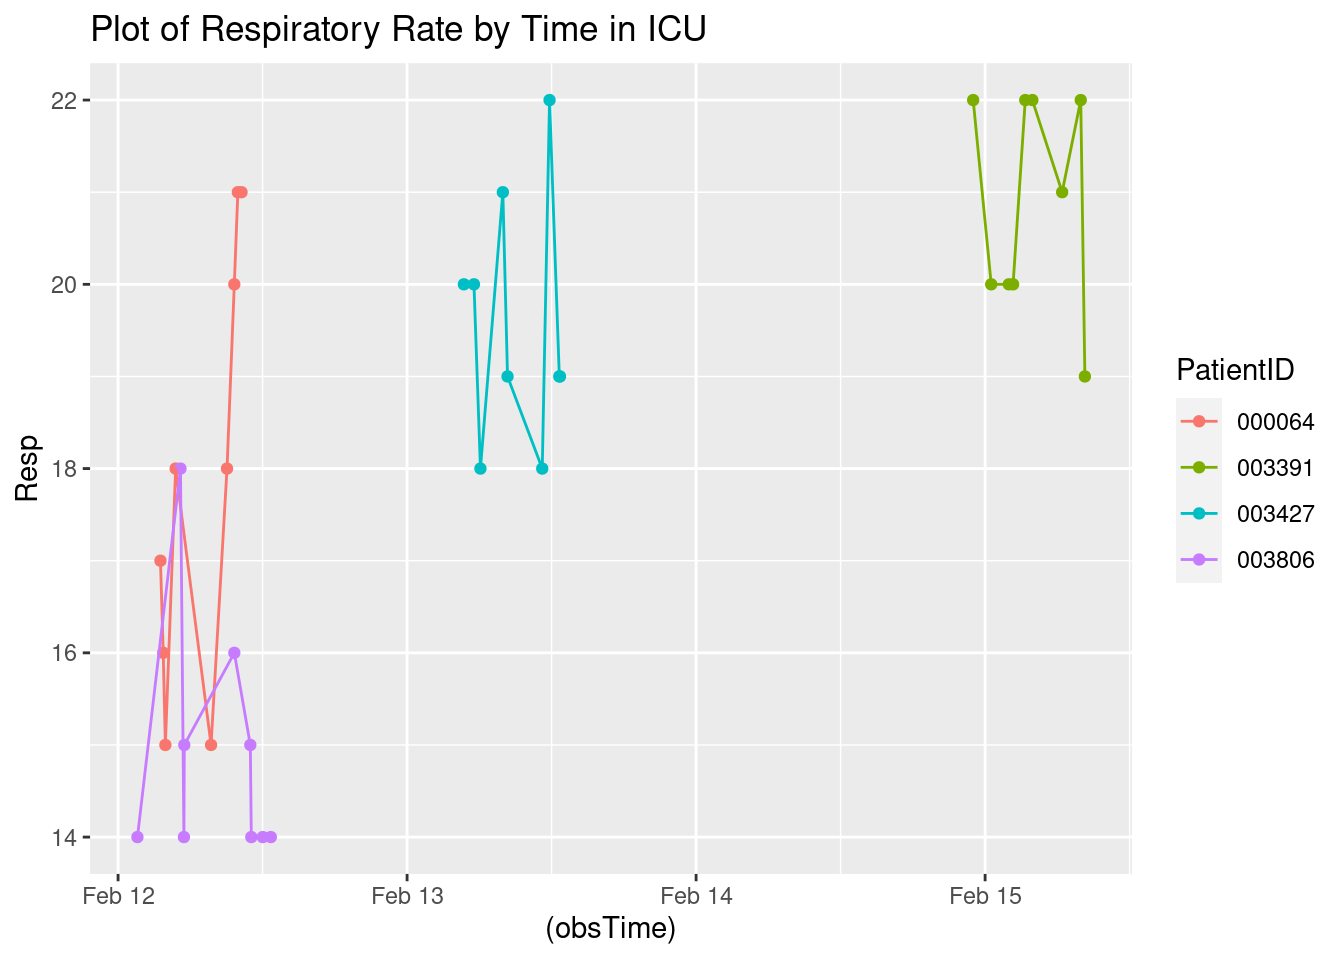 Plot of Respiratory Rate by Time in ICU
22
20
18
16
14
Resp
Feb 12
Feb 13
Feb 14
Feb 15
(obsTime)
PatientID
000064
003391
003427
003806